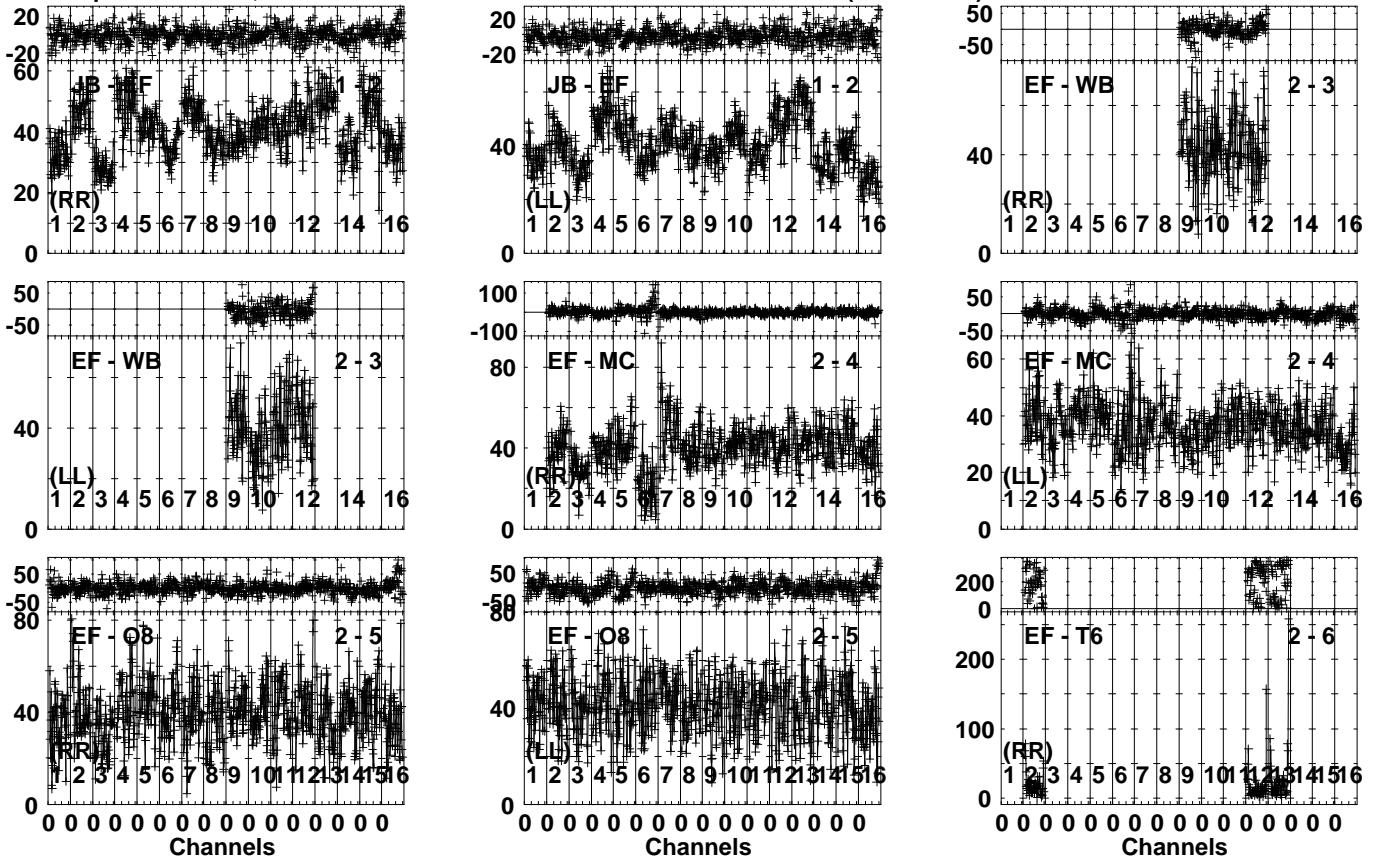 20 20 50
-20 -20 -50
60 JB - EF 1 - 2 JB - EF 1 - 2 EF - WB 2 - 3
40 40 40
20
(RR) (LL) (RR)
1 2 3 4 5 6 7 8 9 10 12 14 16 1 2 3 4 5 6 7 8 9 10 12 14 16 1 2 3 4 5 6 7 8 9 10 12 14 16
0 0 0
50 100 50
-50 -100 -50
EF - WB 2 - 3 80 EF - MC 2 - 4 60 EF - MC 2 - 4
40 40 40
20
(LL) (RR) (LL)
1 2 3 4 5 6 7 8 9 10 12 14 16 1 2 3 4 5 6 7 8 9 10 12 14 16 1 2 3 4 5 6 7 8 9 10 12 14 16
0 0 0
50 50 200
-50 -50 0
80 EF - O8 2 - 5 80 EF - O8 2 - 5 EF - T6 2 - 6
200
40 40 100
(RR) (LL) (RR)
1 2 3 4 5 6 7 8 9 10 11 12 13 14 15 16 1 2 3 4 5 6 7 8 9 10 11 12 13 14 15 16 1 2 3 4 5 6 7 8 9 10 11 12 13 14 15 16
0 0 0
0 0 0 0 0 0 0 0 0 0 0 0 0 0 0 0 0 0 0 0 0 0 0 0 0 0 0 0 0 0 0 0 0 0 0 0 0 0 0 0 0 0 0 0 0 0 0 0
Channels Channels Channels